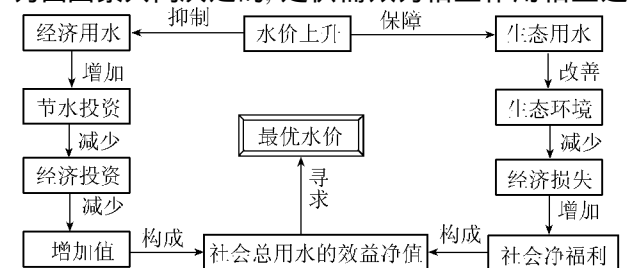 抑制
保障
经济用水
水价上升
生态用水
增加
改善
节水投资
生态环境
最优水价
减少
减少
经济投资
寻求
经济损失
减少
增加
增加值
构成
社会总用水的效益净值
构成
社会净福利